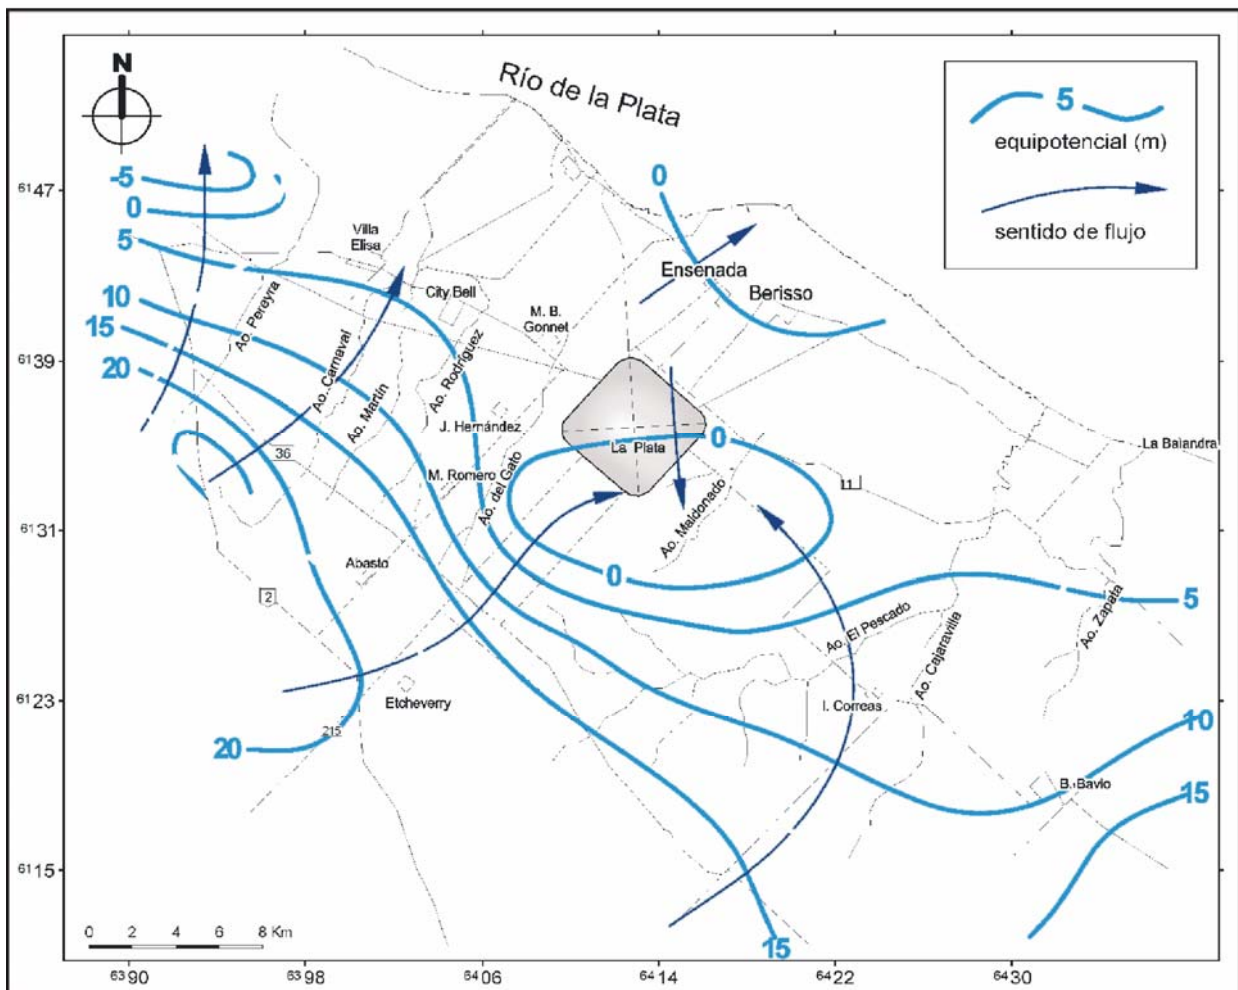 N
Río de la Plata
5
equipotencial (m)
sentido de flujo
-5
0
5
10
15
20
0
Villa
Elisa
City Bell
M. B.
Gonnet
Ensenada
Berisso
Ao. Pereyra
Ao. Carnaval
Ao. Martín
Ao. Rodríguez
J. Hernández
M. Romero
Ao. del Gato
La Plata
0
Ao. Maldonado
La Balandra
11
36
Abasto
2
0
5
Ao. El Pescado
Ao. Cajaravilla
Ao. Zapata
Etcheverry
215
20
I. Correas
10
B. Bavio
15
15
6147
6139
6131
6123
6115
0 2 4 6 8 Km
6390 6398 6406 6414 6422 6430